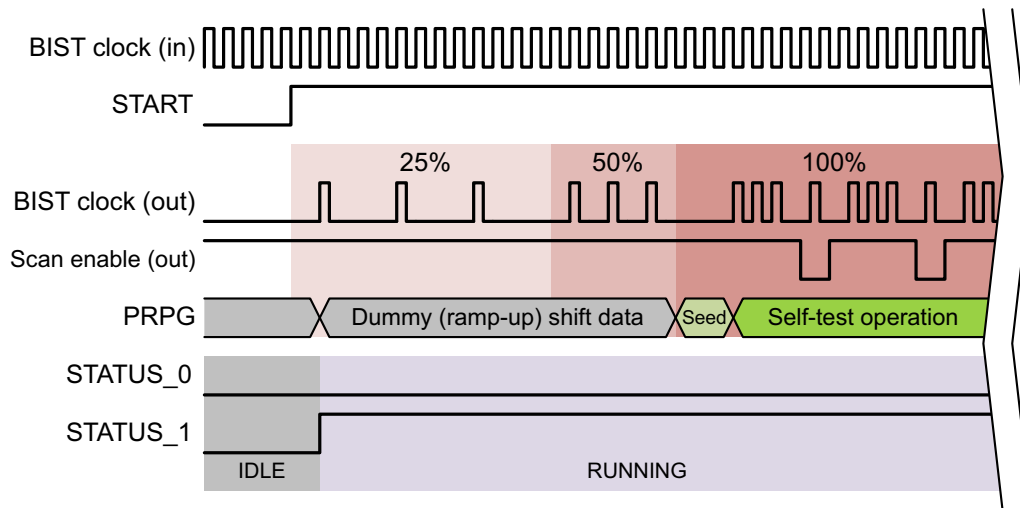 BIST clock (in)
START
25% 50% 100%
BIST clock (out)
Scan enable (out)
PRPG Dummy (ramp-up) shift data Seed Self-test operation
STATUS_0
STATUS_1
IDLE RUNNING